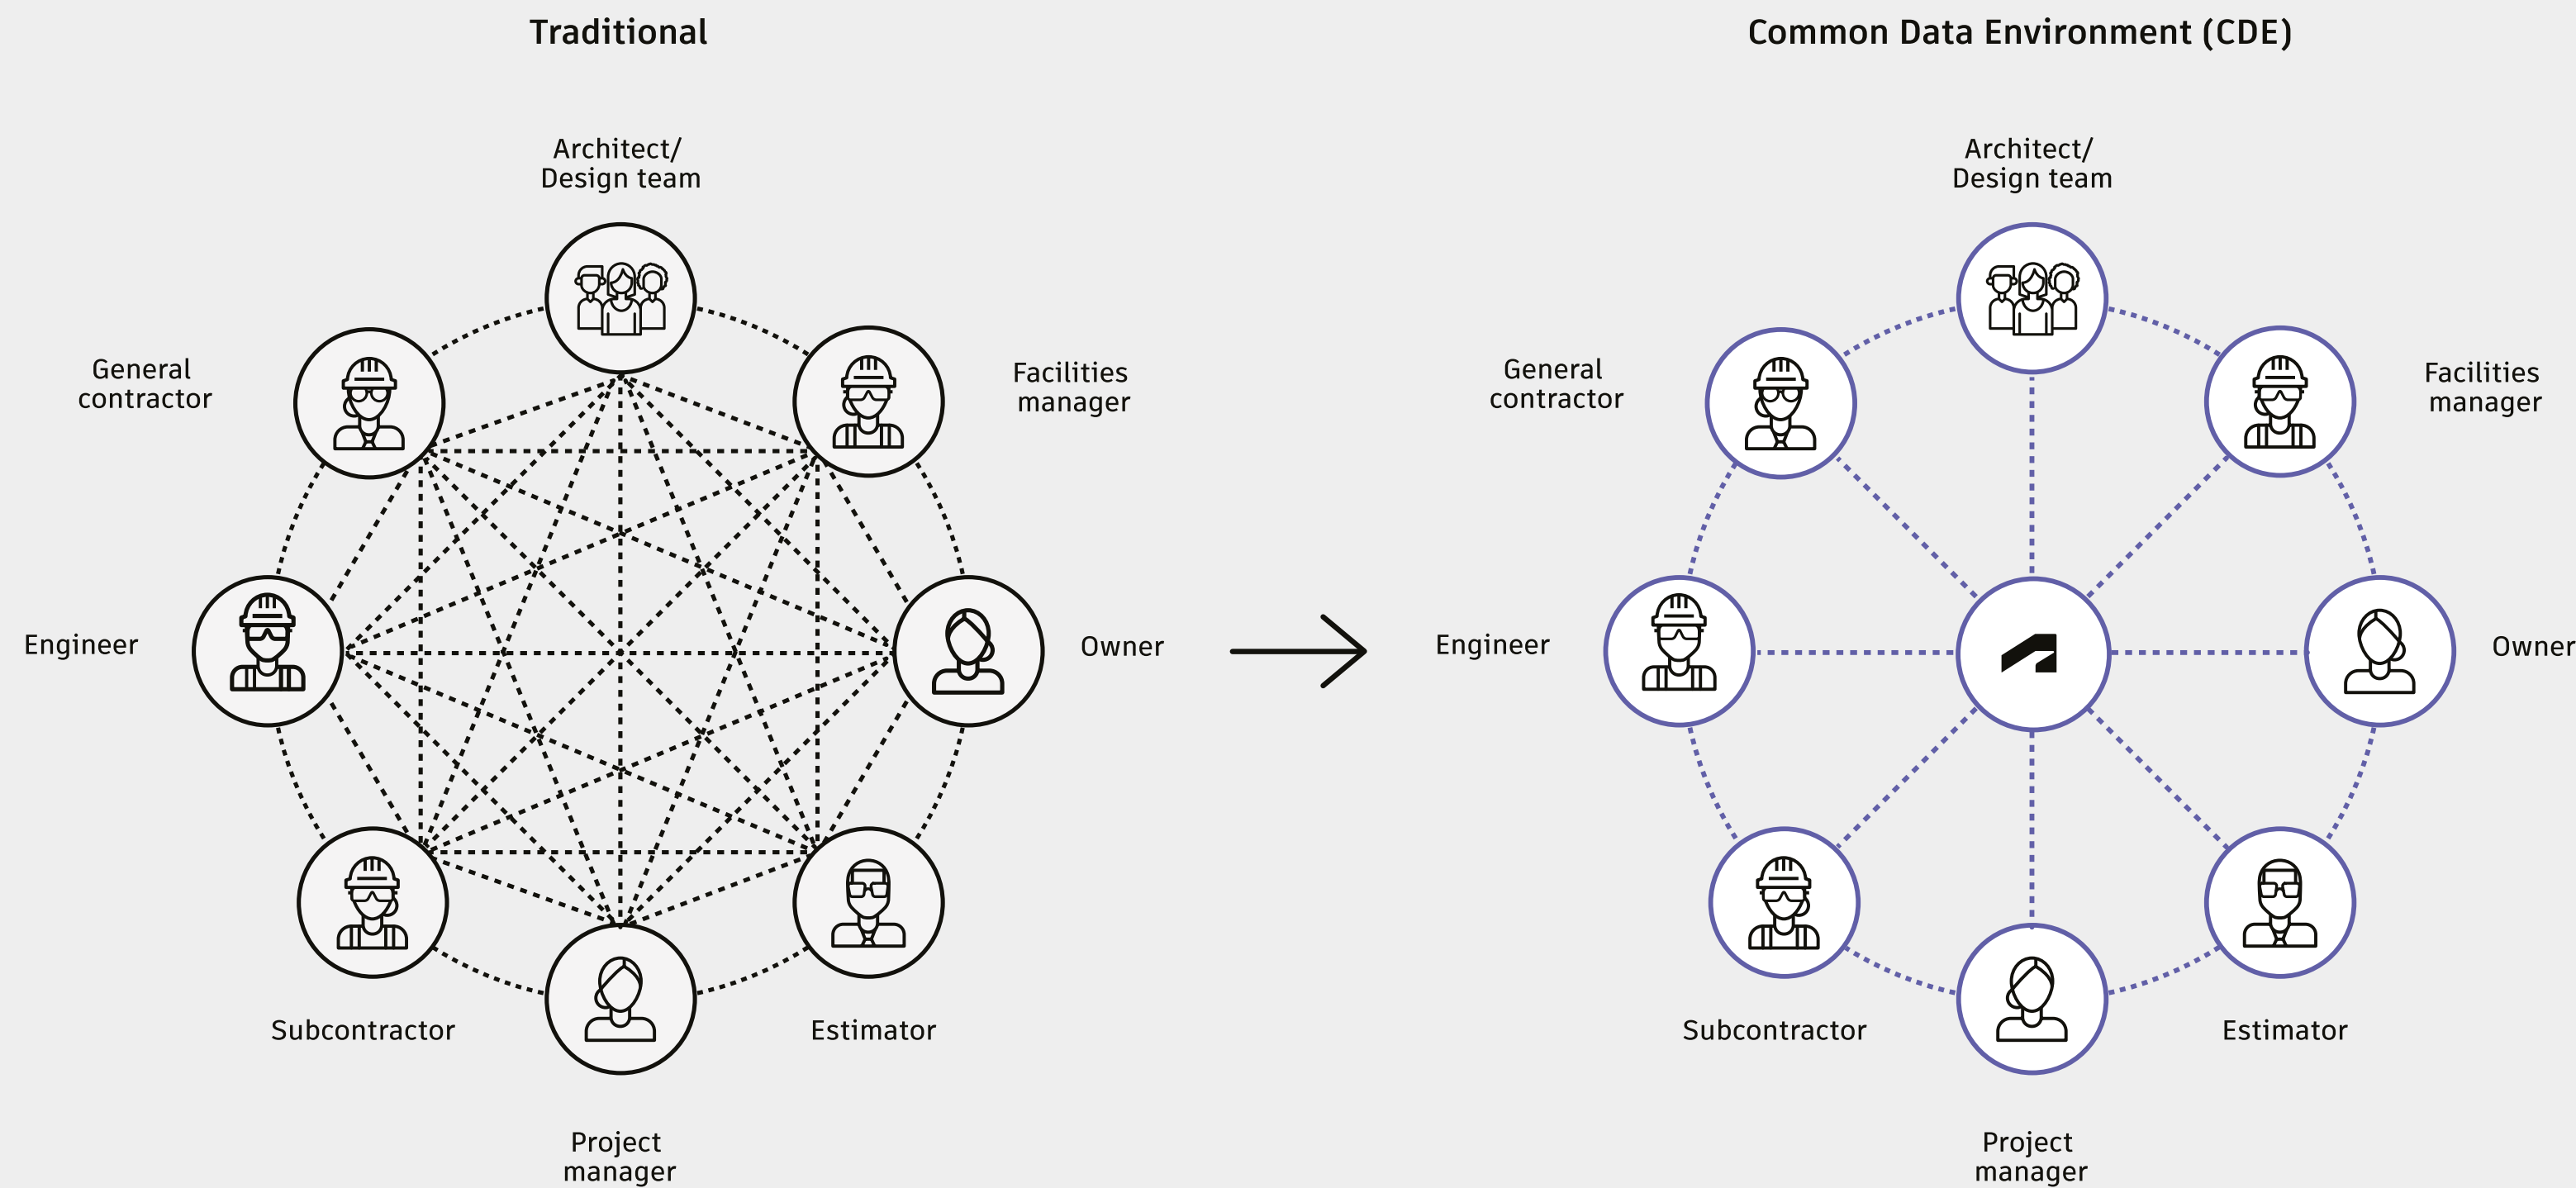 Traditional
Architect/
Design team
General
contractor
Facilities
manager
Engineer
Owner
Subcontractor
Estimator
Project
manager
Common Data Environment (CDE)
Architect/
Design team
General
contractor
Facilities
manager
Engineer
Owner
Subcontractor
Estimator
Project
manager